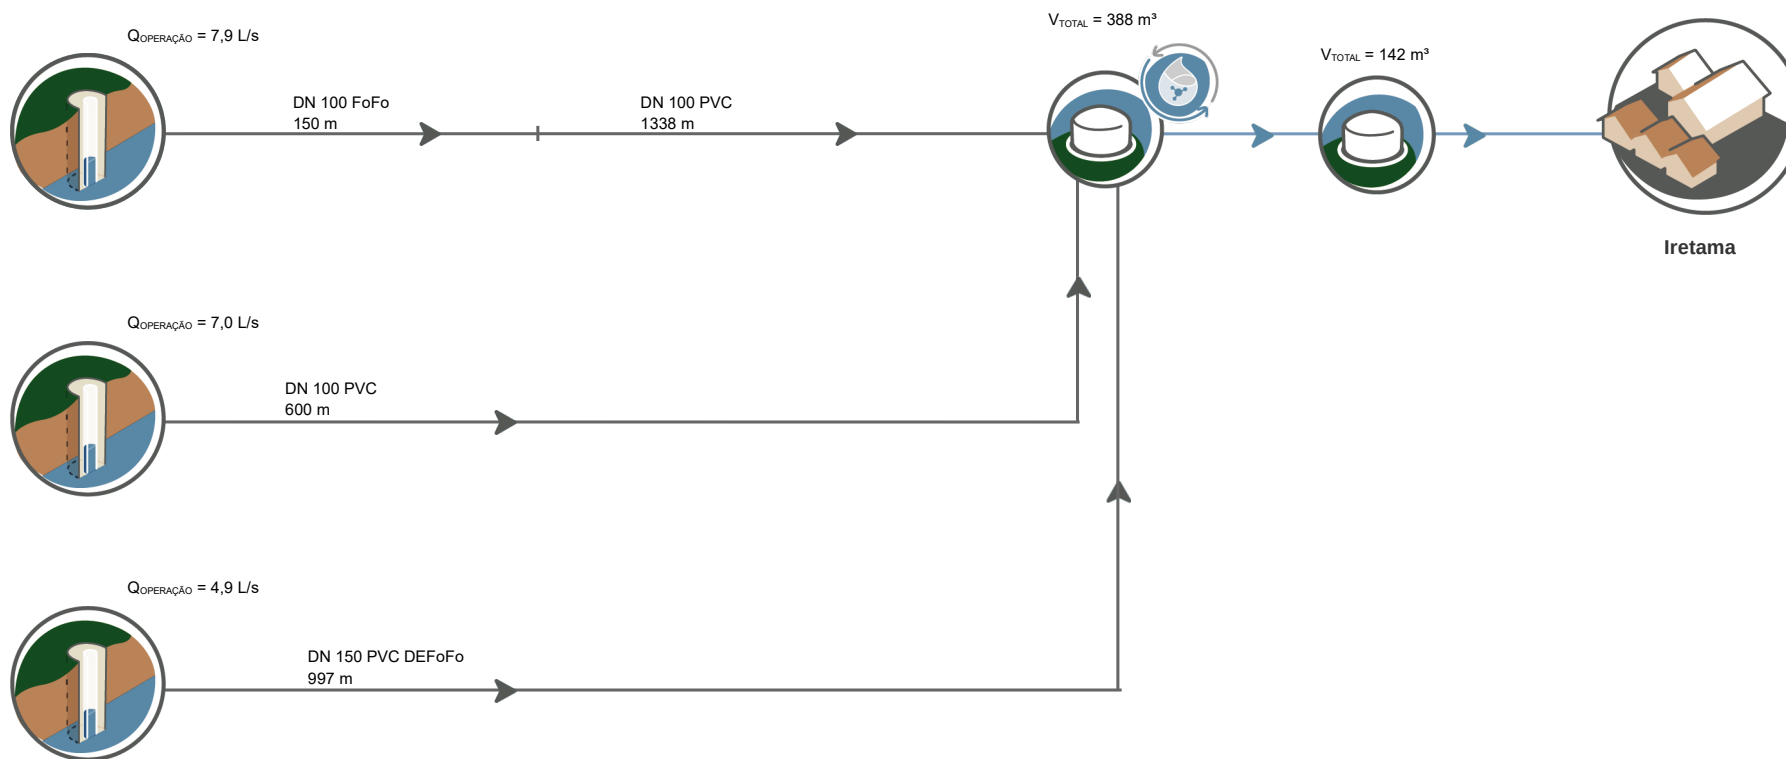 QOPERAÇÃO = 7,9 L/s
DN 100 FoFo
150 m
DN 100 PVC
1338 m
VTOTAL = 388 m³
VTOTAL = 142 m³
Iretama
QOPERAÇÃO = 7,0 L/s
DN 100 PVC
600 m
QOPERAÇÃO = 4,9 L/s
DN 150 PVC DEFoFo
997 m